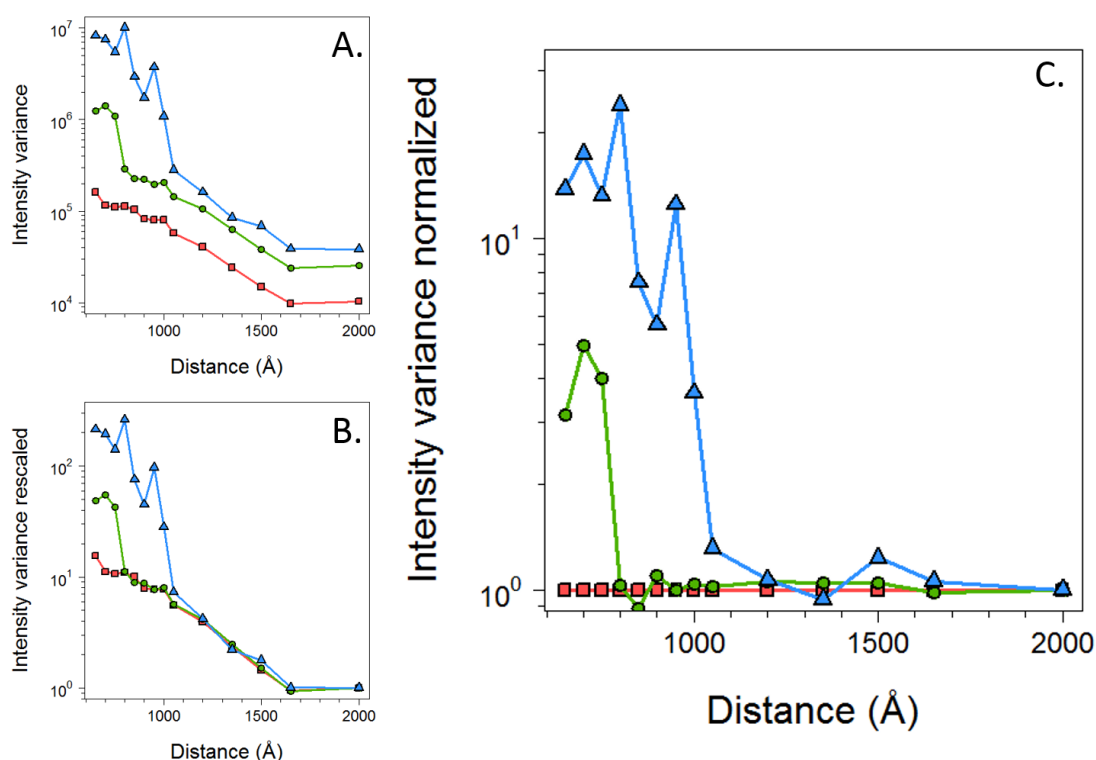 A.
10^7
10^6
10^5
10^4
Intensity variance
1000 1500 2000
Distance (Å)
B.
10^2
10^1
10^0
Intensity variance rescaled
1000 1500 2000
Distance (Å)
C.
10^1
10^0
Intensity variance normalized
1000 1500 2000
Distance (Å)